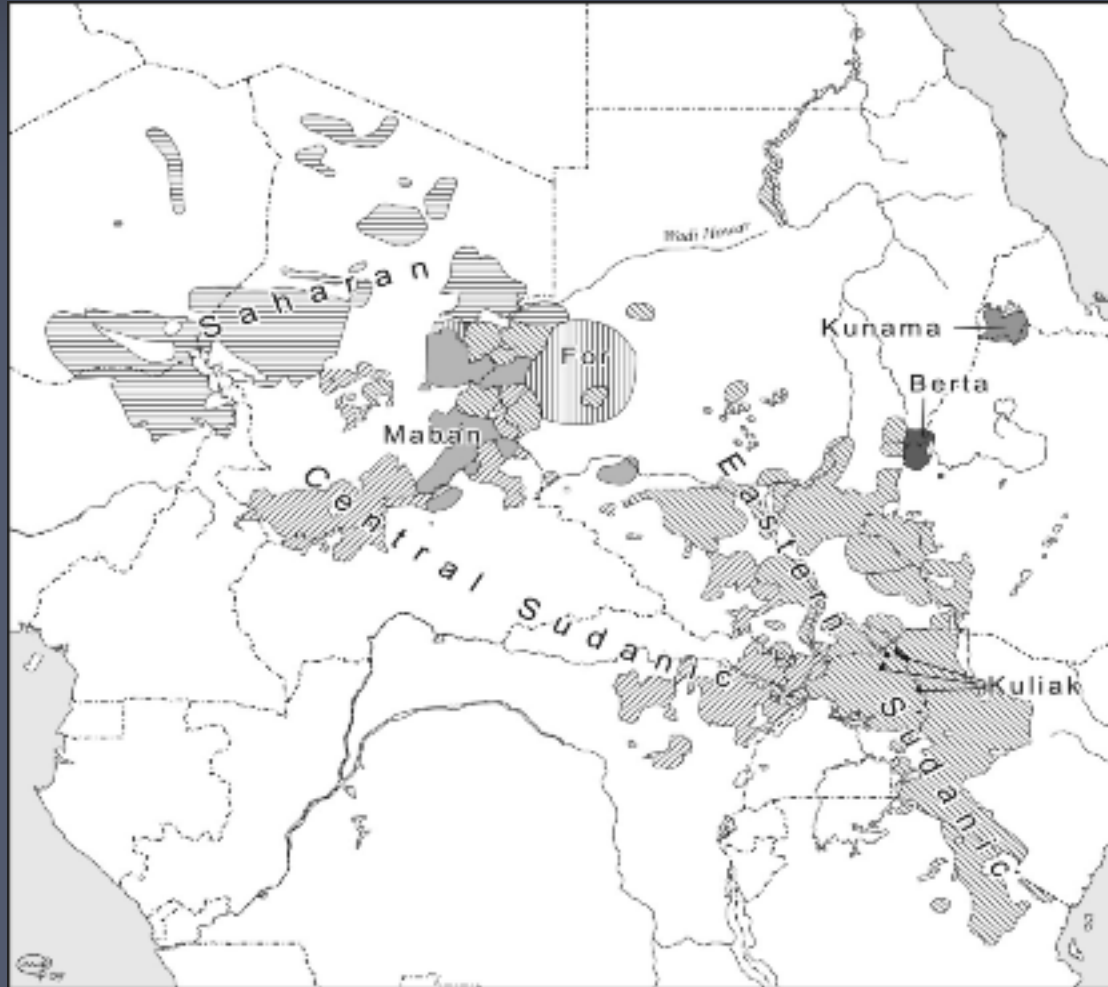 Wadi Howar
Saharan
Kunama
For
Berta
Maban
Central Sudanic
Eastern Sudanic
Kuliak